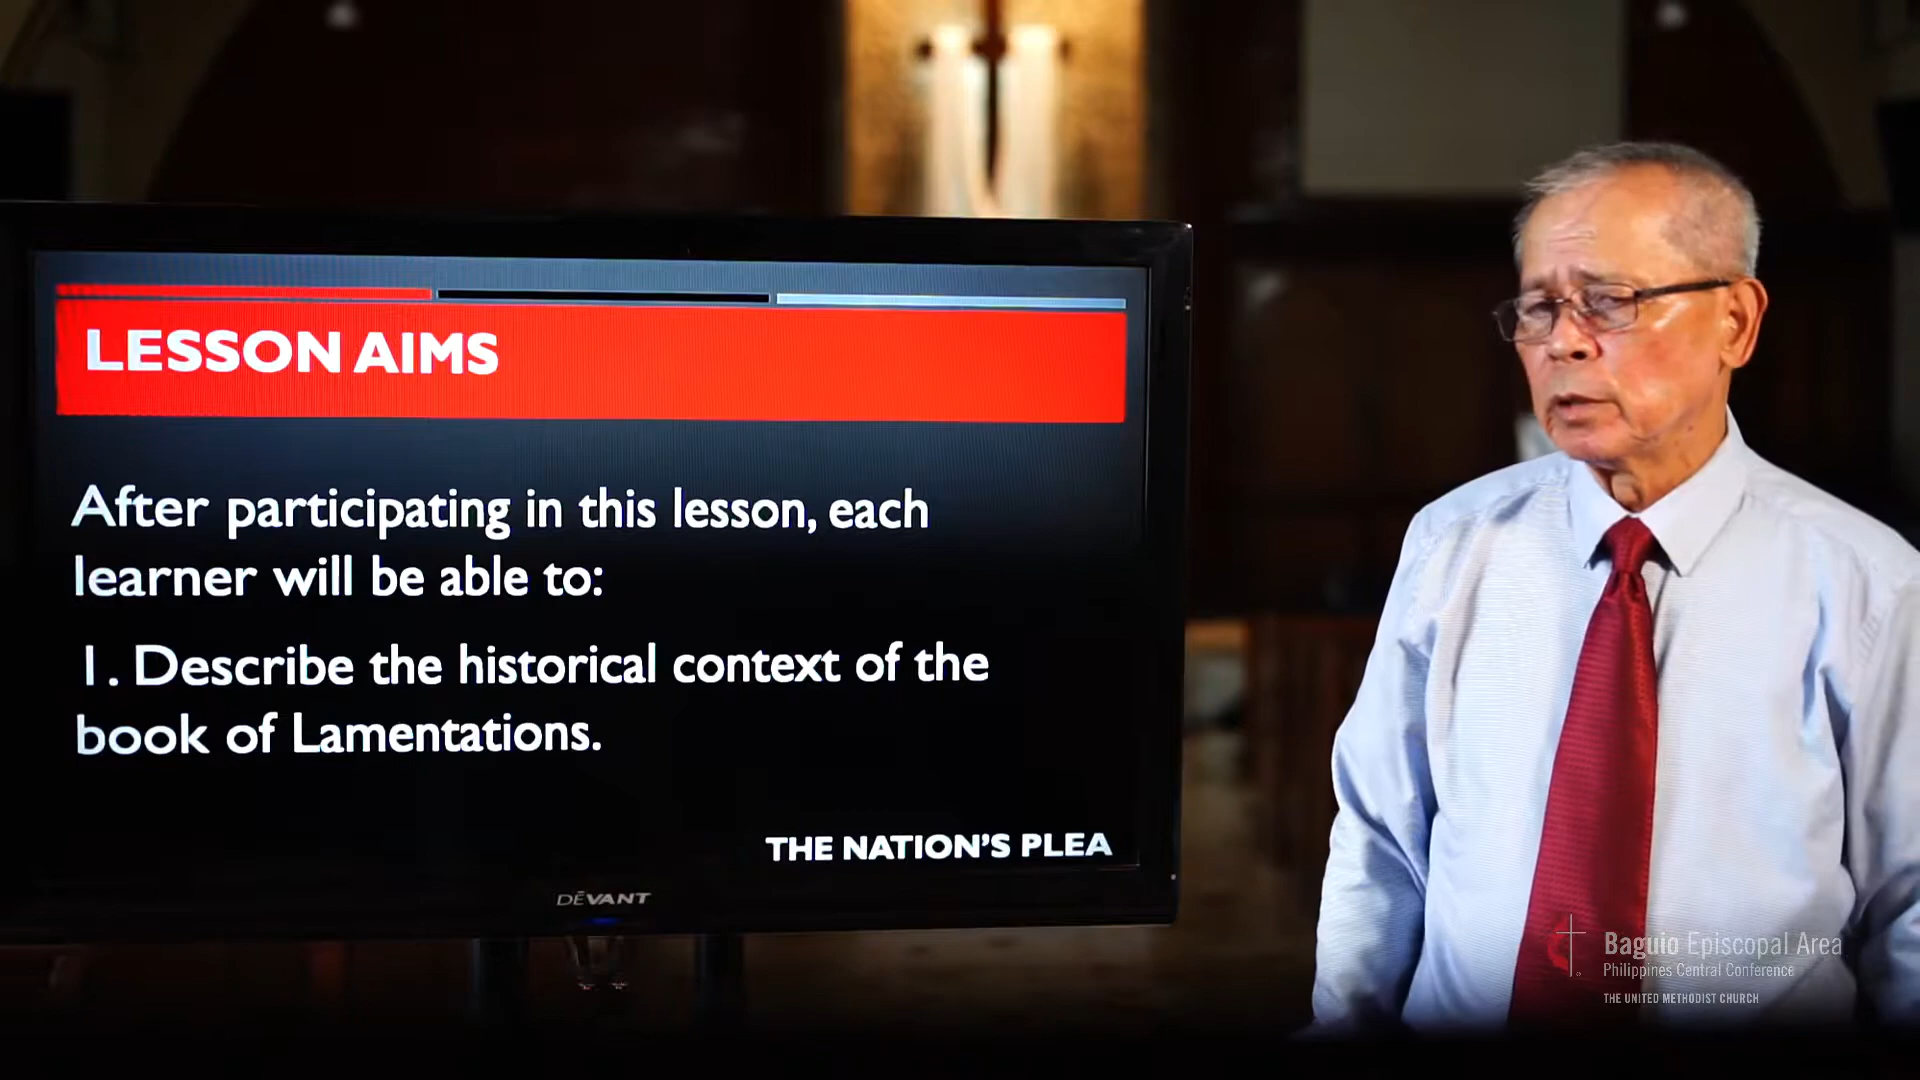 LESSON AIMS
After participating in this lesson, each
learner will be able to:
1. Describe the historical context of the
book of Lamentations.
THE NATION'S PLEA
DĒVANT
Baguio Episcopal Area
Philippines Central Conference
THE UNITED METHODIST CHURCH